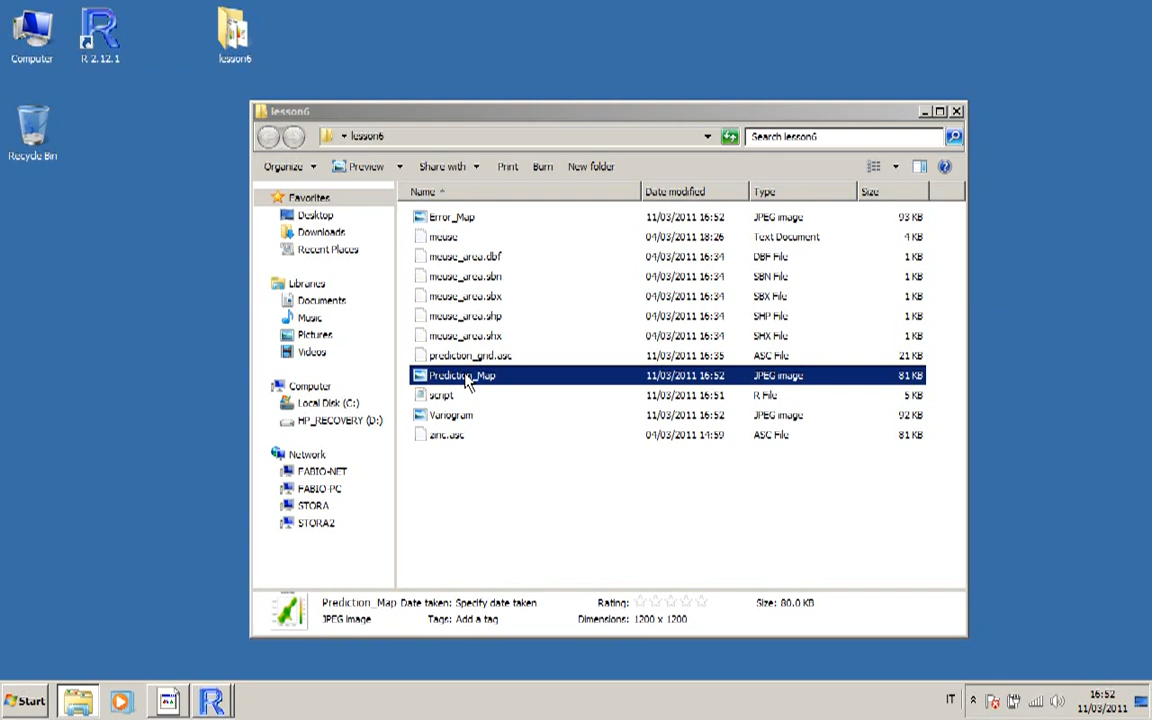 Computer
R 2.12.1
lesson6
Recycle Bin
lesson6
lesson6
Search lesson6
Organize
Preview
Share with
Print
Burn
New folder
Name
Date modified
Type
Size
Favorites
Desktop
Downloads
Recent Places
Libraries
Documents
Music
Pictures
Videos
Computer
Local Disk (C:)
HP_RECOVERY (D:)
Network
FABIO-NET
FABIO-PC
STORA
STORA2
Error_Map 11/03/2011 16:52 JPEG image 93 KB
meuse 04/03/2011 18:26 Text Document 4 KB
meuse_area.dbf 04/03/2011 16:34 DBF File 1 KB
meuse_area.sbn 04/03/2011 16:34 SBN File 1 KB
meuse_area.sbx 04/03/2011 16:34 SBX File 1 KB
meuse_area.shp 04/03/2011 16:34 SHP File 1 KB
meuse_area.shx 04/03/2011 16:34 SHX File 1 KB
prediction_grid.asc 11/03/2011 16:35 ASC File 21 KB
Prediction_Map 11/03/2011 16:52 JPEG image 81 KB
script 11/03/2011 16:51 R File 5 KB
Variogram 11/03/2011 16:52 JPEG image 92 KB
zinc.asc 04/03/2011 14:59 ASC File 81 KB
Prediction_Map Date taken: Specify date taken Rating: Size: 80.0 KB
JPEG image Tags: Add a tag Dimensions: 1200 x 1200
Start
IT
16:52
11/03/2011